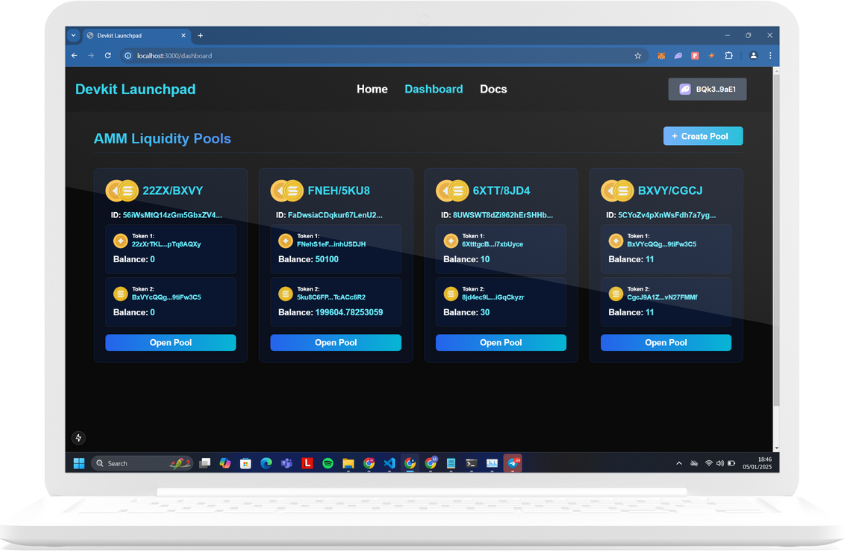 Devkit Launchpad
localhost:3000/dashboard
Devkit Launchpad
Home
Dashboard
Docs
BQk3..9aE1
AMM Liquidity Pools
+ Create Pool
22ZX/BXVY
ID: 56iWsMtQ14zGm5GbxZV4...
Token 1:
22zXrTKL...pTq8AQXy
Balance: 0
Token 2:
BxVYcQQg...9tiFw3C5
Balance: 0
Open Pool
FNEH/5KU8
ID: FaDwsiaCDqkur67LenU2...
Token 1:
FNehS1eF...inhUSDJH
Balance: 50100
Token 2:
5ku8C6FP...TcACc6R2
Balance: 199604.78253059
Open Pool
6XTT/8JD4
ID: 8UWSWT8dZi962hErSHHb...
Token 1:
6XtttgcB...i7xbUyce
Balance: 10
Token 2:
8jd4ec9L...iGqCkyzr
Balance: 30
Open Pool
BXVY/CGCJ
ID: 5CYoZv4pXnWsFdh7a7yg...
Token 1:
BxVYcQQg...9tiFw3C5
Balance: 11
Token 2:
CgcJ9A1Z...vN27FMMf
Balance: 11
Open Pool
Search
18:46
05/01/2025